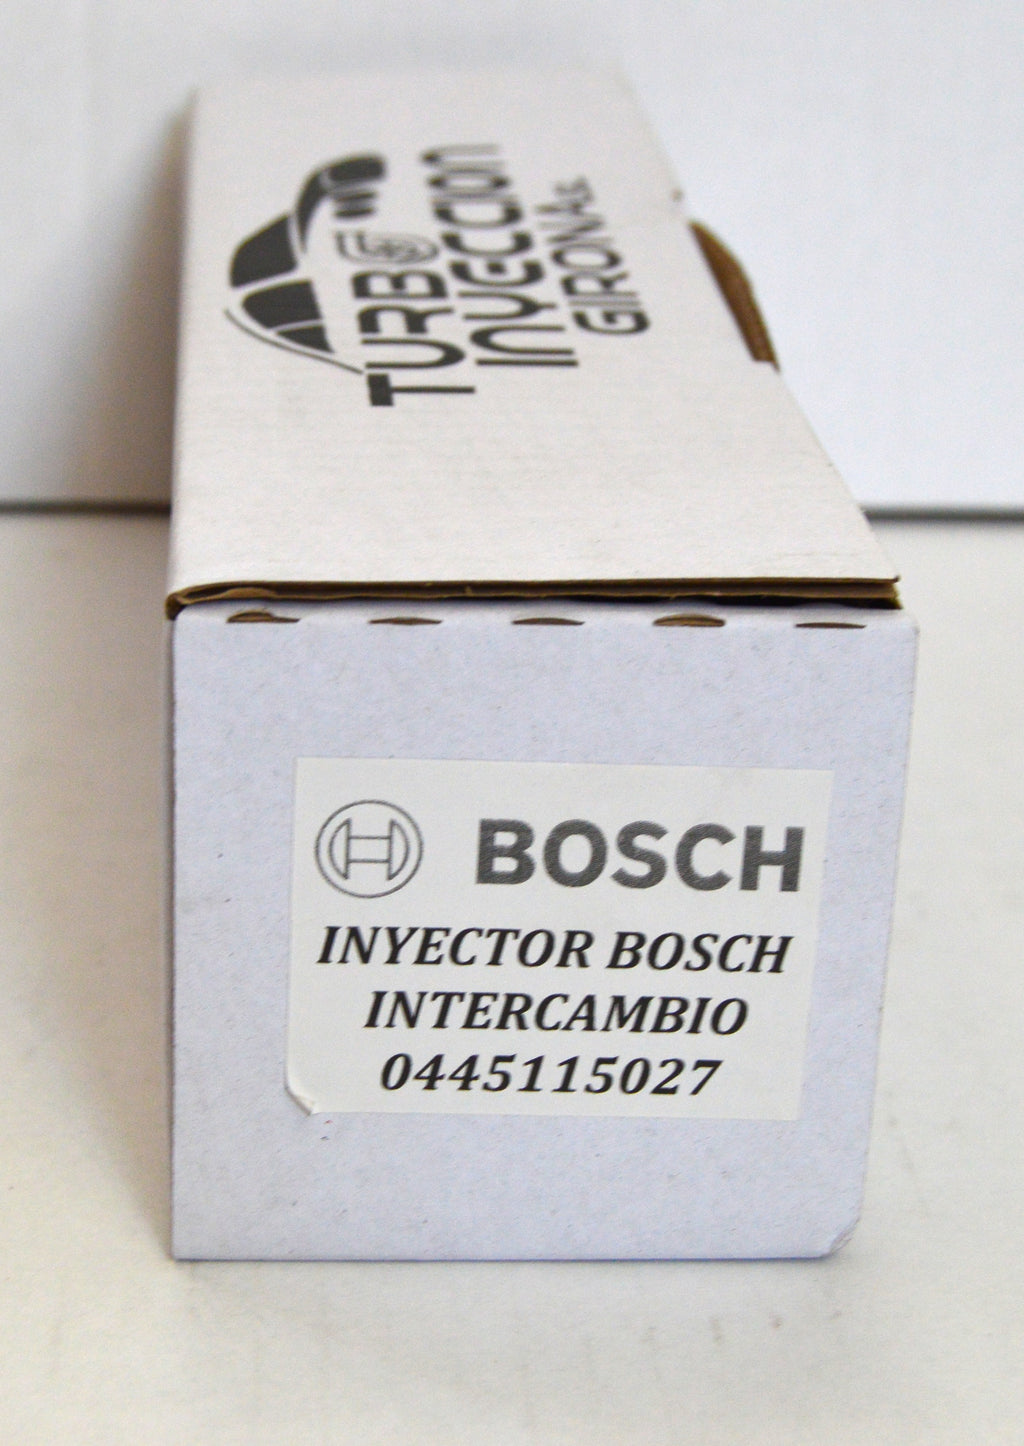 TURBO
INYECCION
GIRONA S.L.
BOSCH
INYECTOR BOSCH
INTERCAMBIO
0445115027